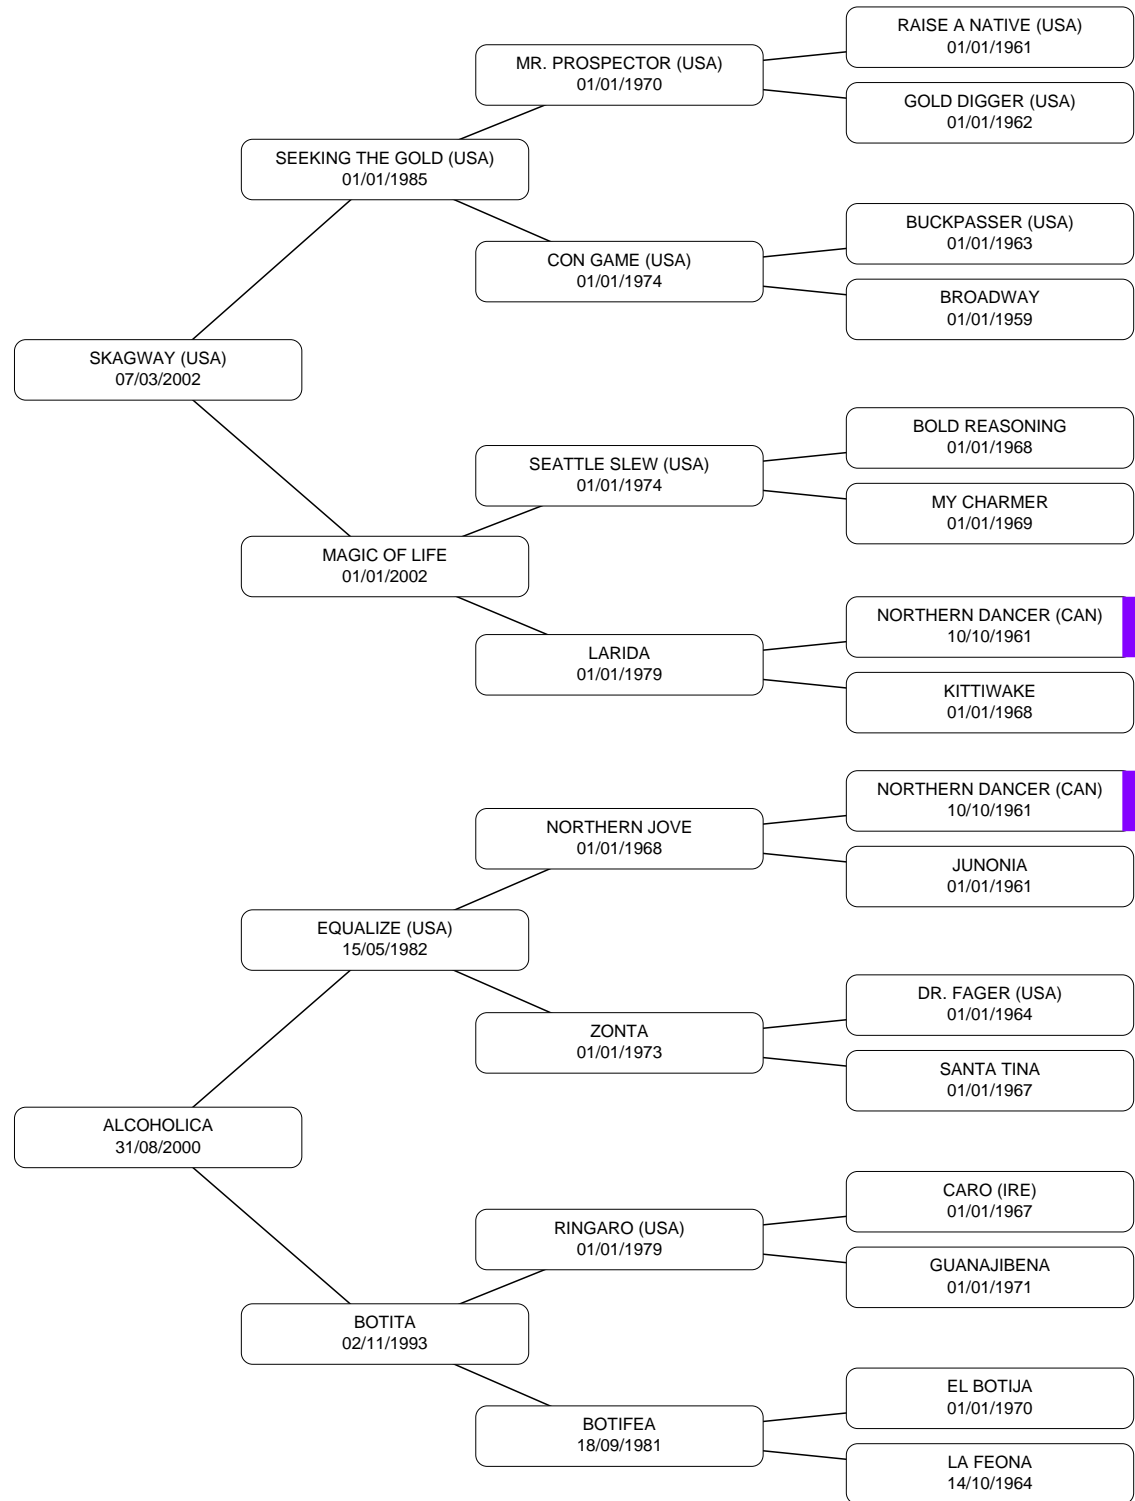 RAISE A NATIVE (USA)
01/01/1961
MR. PROSPECTOR (USA)
01/01/1970
GOLD DIGGER (USA)
01/01/1962
SEEKING THE GOLD (USA)
01/01/1985
BUCKPASSER (USA)
01/01/1963
CON GAME (USA)
01/01/1974
BROADWAY
01/01/1959
SKAGWAY (USA)
07/03/2002
BOLD REASONING
01/01/1968
SEATTLE SLEW (USA)
01/01/1974
MY CHARMER
01/01/1969
MAGIC OF LIFE
01/01/2002
NORTHERN DANCER (CAN)
10/10/1961
LARIDA
01/01/1979
KITTIWAKE
01/01/1968
NORTHERN DANCER (CAN)
10/10/1961
NORTHERN JOVE
01/01/1968
JUNONIA
01/01/1961
EQUALIZE (USA)
15/05/1982
DR. FAGER (USA)
01/01/1964
ZONTA
01/01/1973
SANTA TINA
01/01/1967
ALCOHOLICA
31/08/2000
CARO (IRE)
01/01/1967
RINGARO (USA)
01/01/1979
GUANAJIBENA
01/01/1971
BOTITA
02/11/1993
EL BOTIJA
01/01/1970
BOTIFEA
18/09/1981
LA FEONA
14/10/1964